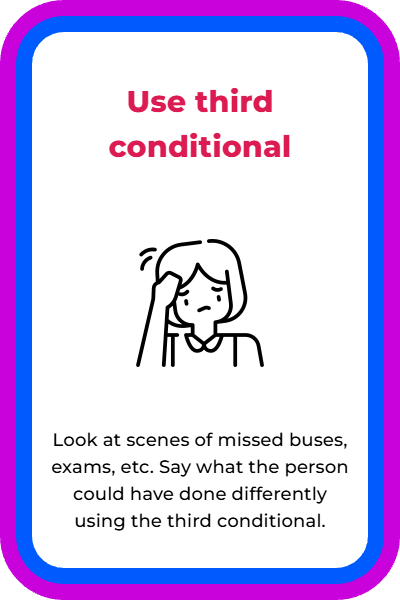 Use third
conditional
Look at scenes of missed buses,
exams, etc. Say what the person
could have done differently
using the third conditional.